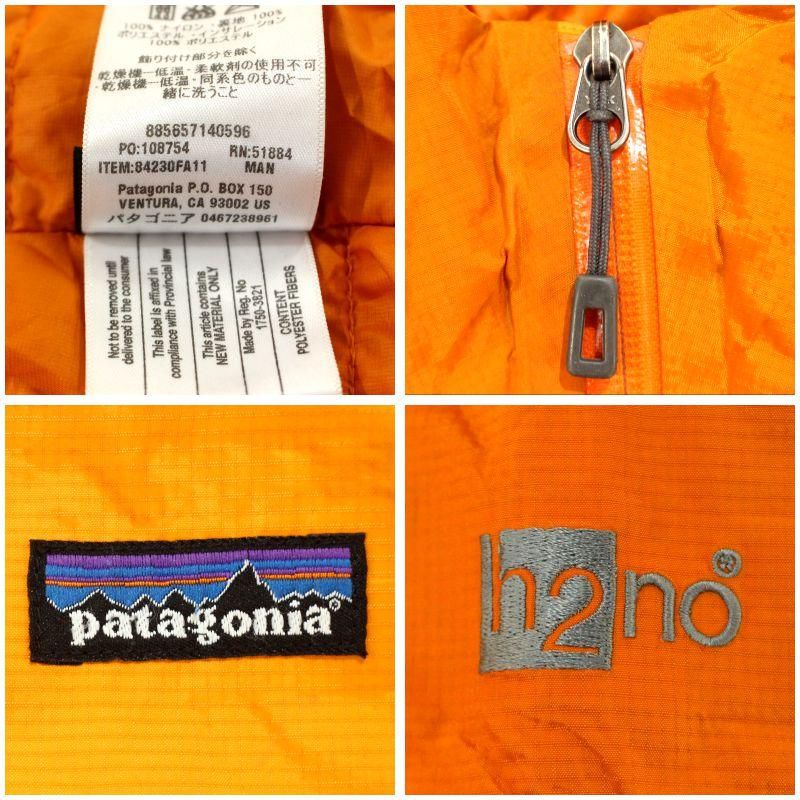 100% ナイロン・裏地 100%
ポリエステル・インサレーション
100% ポリエステル
飾り付け部分を除く
乾燥機ー低温・柔軟剤の使用不可
・乾燥機ー低温・同系色のものと一
緒に洗うこと
885657140596
PO:108754 RN:51884
ITEM:84230FA11 MAN
Patagonia P.O. BOX 150
VENTURA, CA 93002 US
パタゴニア 0467238961
Not to be removed until
delivered to the consumer
This label is affixed in
compliance with Provincial law
This article contains
NEW MATERIAL ONLY
Made by Reg. No
1750-3821
CONTENT
POLYESTER FIBERS
YKK
patagonia®
h2no®